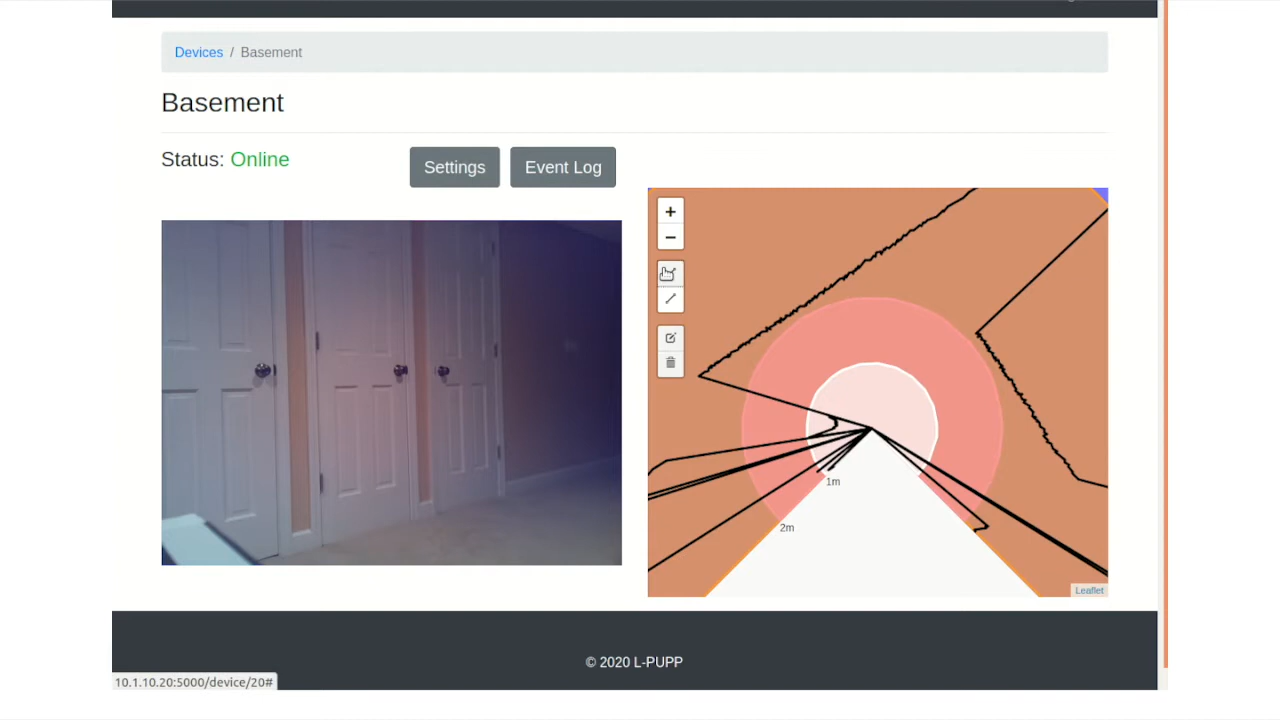 Devices / Basement
Basement
Status: Online
Settings
Event Log
+
−
1m
2m
Leaflet
© 2020 L-PUPP
10.1.10.20:5000/device/20#